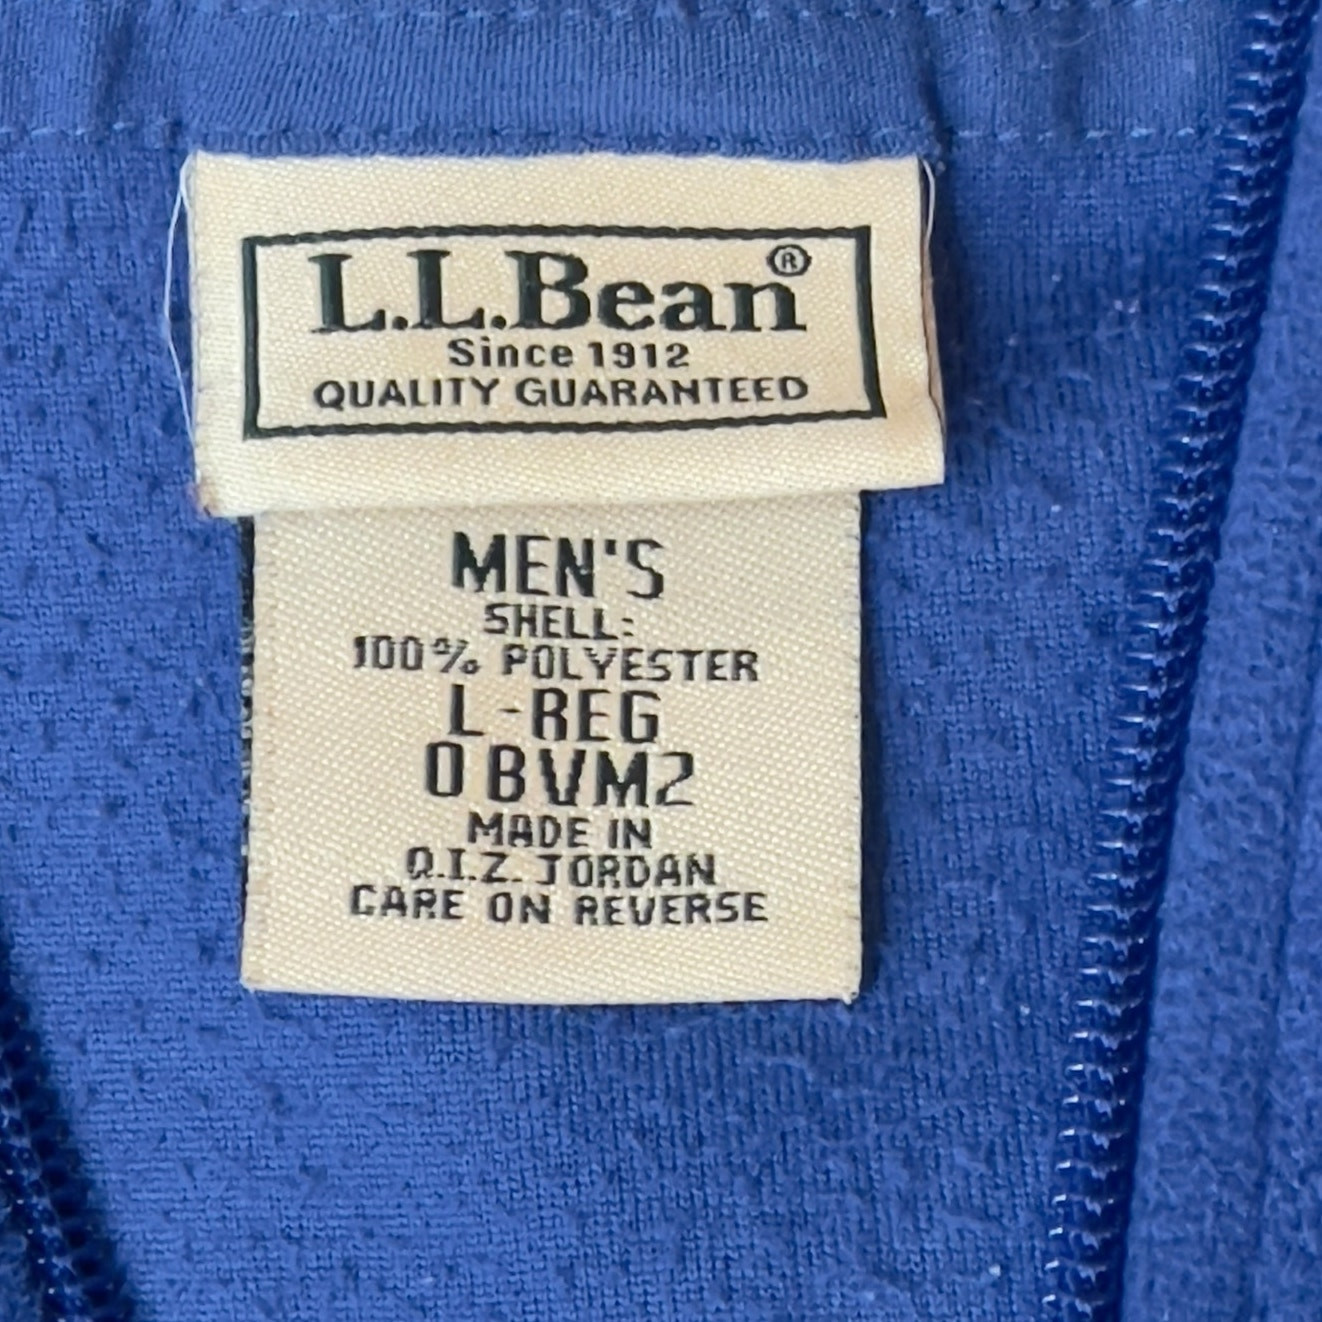 L.L.Bean®
Since 1912
QUALITY GUARANTEED
MEN'S
SHELL:
100% POLYESTER
L-REG
0 BVM2
MADE IN
Q.I.Z. JORDAN
CARE ON REVERSE